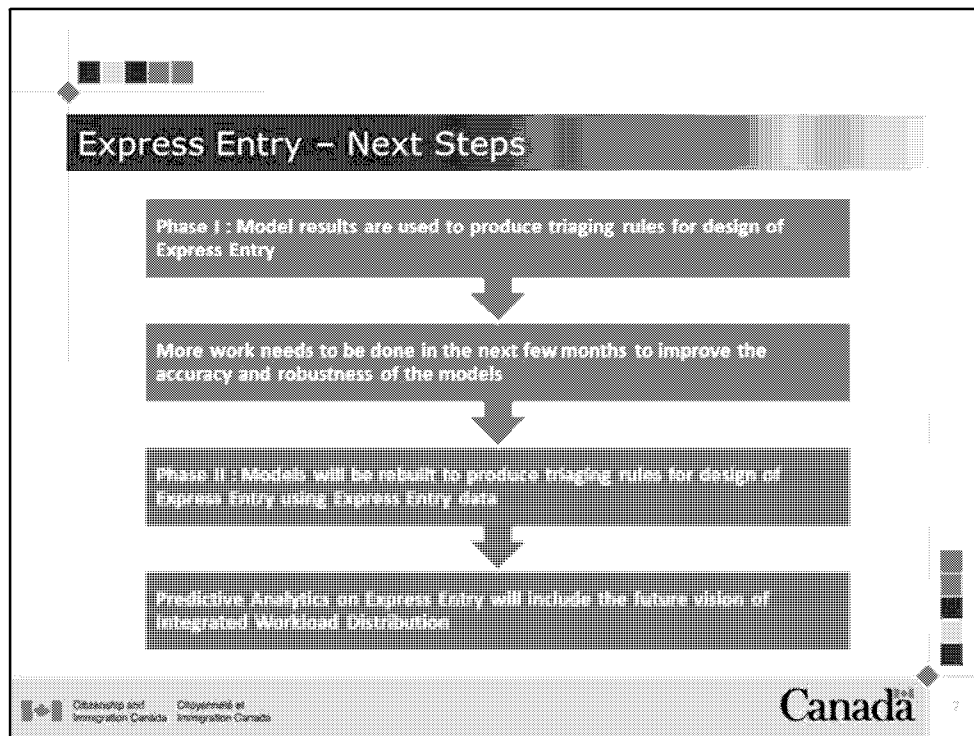 Express Entry – Next Steps
Phase I : Model results are used to produce triaging rules for design of
Express Entry
More work needs to be done in the next few months to improve the
accuracy and robustness of the models
Phase II : Models will be rebuilt to produce triaging rules for design of
Express Entry using Express Entry data
Predictive Analytics on Express Entry will include the future vision of
Integrated Workload Distribution
Citizenship and
Immigration Canada
Citoyenneté et
Immigration Canada
Canada
7